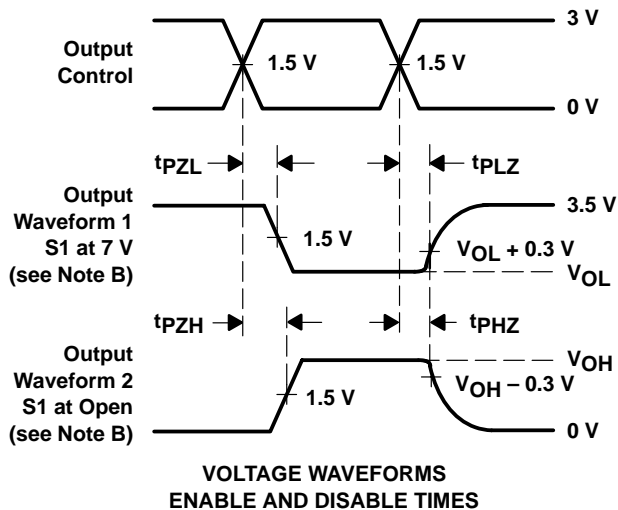 3 V
Output
Control
1.5 V
1.5 V
0 V
tPZL
tPLZ
Output
Waveform 1
S1 at 7 V
(see Note B)
3.5 V
1.5 V
VOL + 0.3 V
VOL
tPZH
tPHZ
Output
Waveform 2
S1 at Open
(see Note B)
VOH
VOH – 0.3 V
1.5 V
0 V
VOLTAGE WAVEFORMS
ENABLE AND DISABLE TIMES